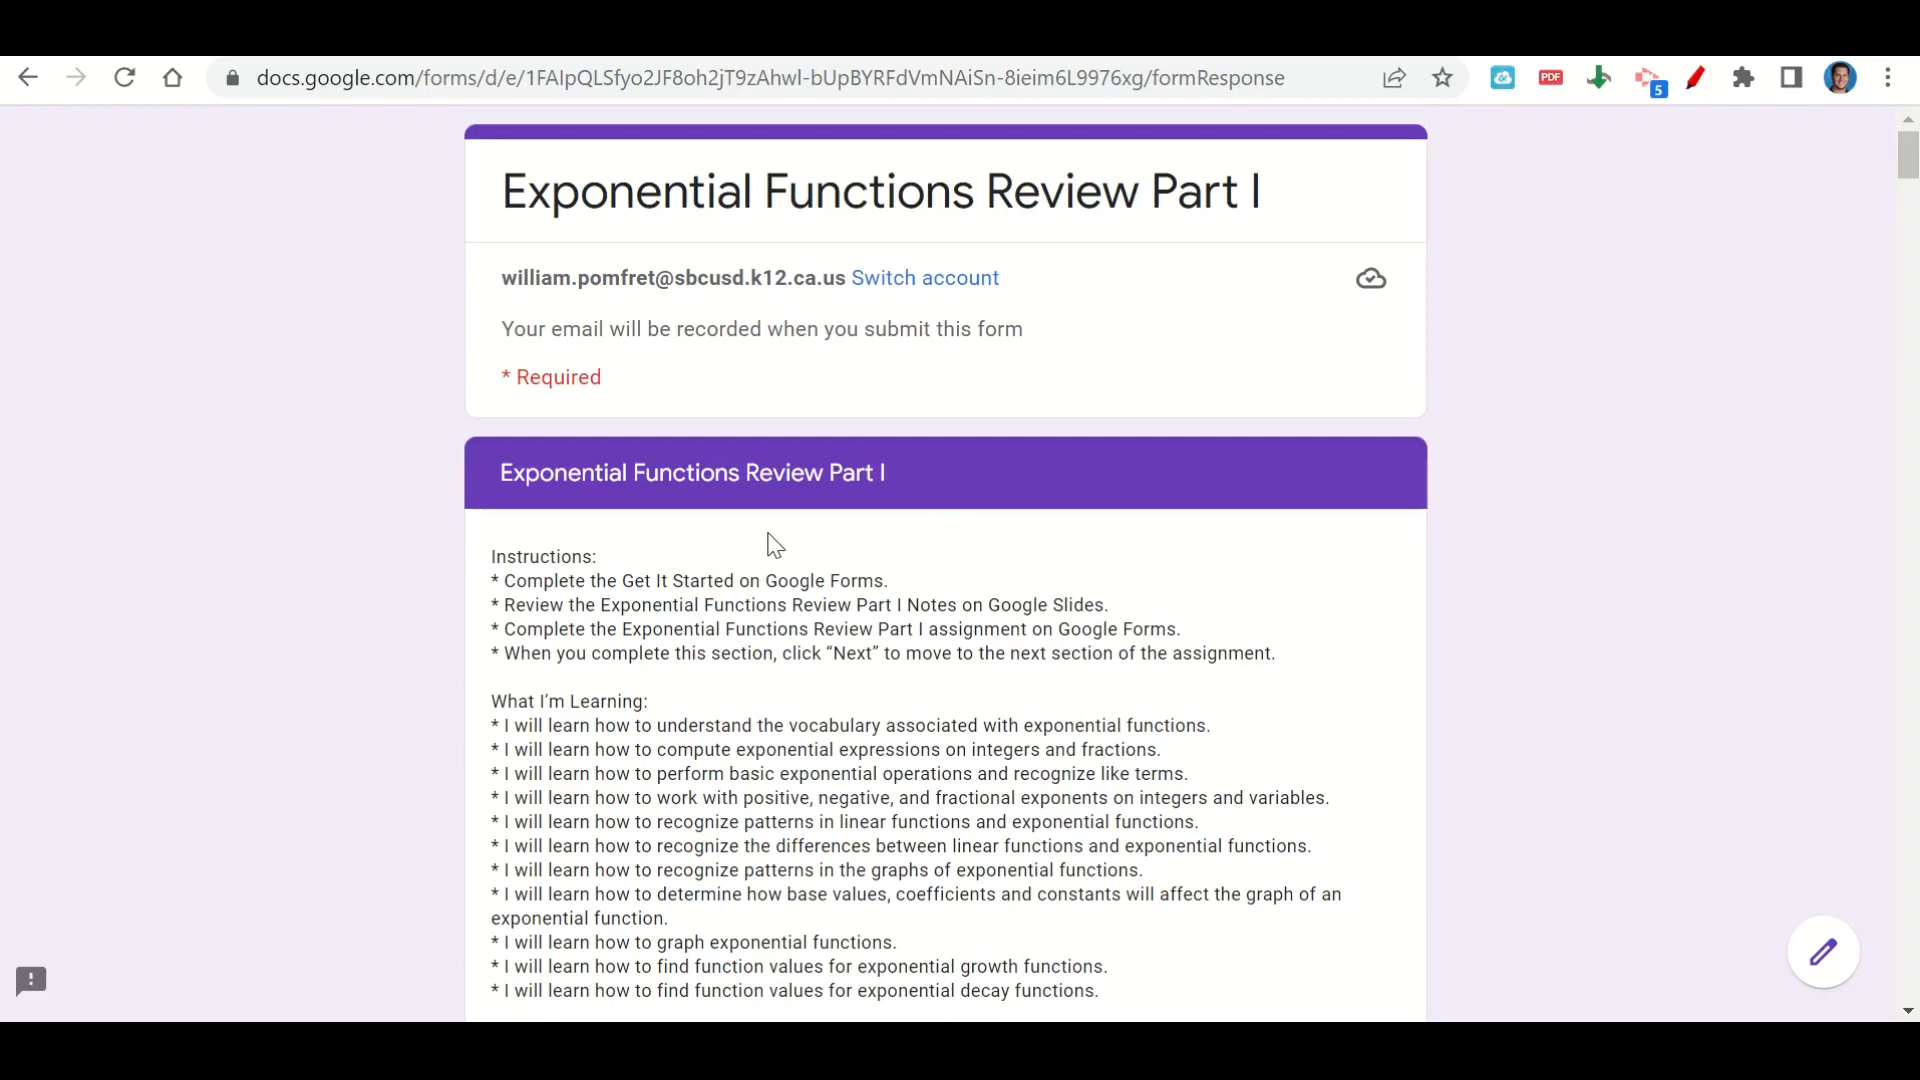 docs.google.com/forms/d/e/1FAIpQLSfyo2JF8oh2jT9zAhwl-bUpBYRFdVmNAiSn-8ieim6L9976xg/formResponse
PDF
5
Exponential Functions Review Part I
william.pomfret@sbcusd.k12.ca.us Switch account
Your email will be recorded when you submit this form
* Required
Exponential Functions Review Part I
Instructions:
* Complete the Get It Started on Google Forms.
* Review the Exponential Functions Review Part I Notes on Google Slides.
* Complete the Exponential Functions Review Part I assignment on Google Forms.
* When you complete this section, click “Next” to move to the next section of the assignment.
What I’m Learning:
* I will learn how to understand the vocabulary associated with exponential functions.
* I will learn how to compute exponential expressions on integers and fractions.
* I will learn how to perform basic exponential operations and recognize like terms.
* I will learn how to work with positive, negative, and fractional exponents on integers and variables.
* I will learn how to recognize patterns in linear functions and exponential functions.
* I will learn how to recognize the differences between linear functions and exponential functions.
* I will learn how to recognize patterns in the graphs of exponential functions.
* I will learn how to determine how base values, coefficients and constants will affect the graph of an
exponential function.
* I will learn how to graph exponential functions.
* I will learn how to find function values for exponential growth functions.
* I will learn how to find function values for exponential decay functions.